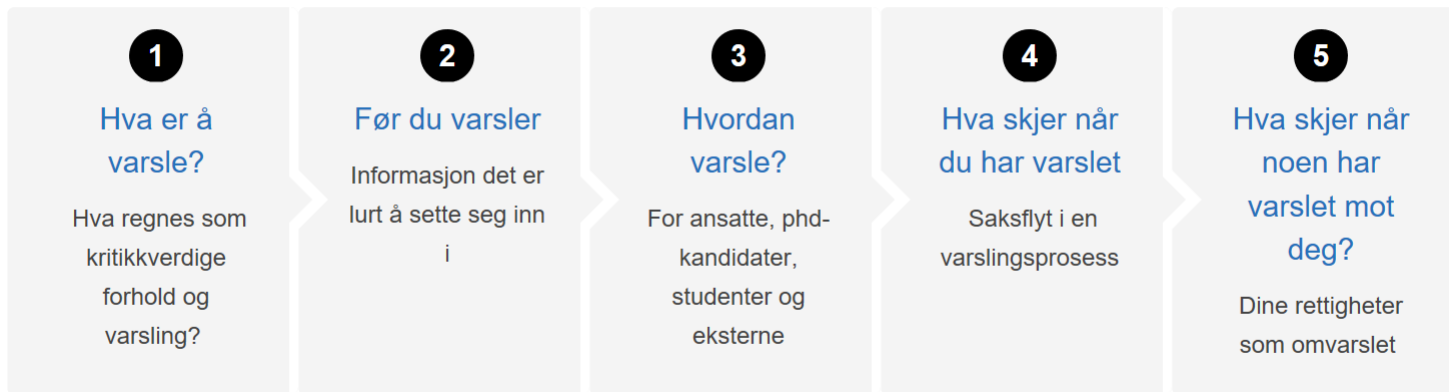 1
Hva er å
varsle?
Hva regnes som
kritikkverdige
forhold og
varsling?
2
Før du varsler
Informasjon det er
lurt å sette seg inn
i
3
Hvordan
varsle?
For ansatte, phd-
kandidater,
studenter og
eksterne
4
Hva skjer når
du har varslet
Saksflyt i en
varslingsprosess
5
Hva skjer når
noen har
varslet mot
deg?
Dine rettigheter
som omvarslet